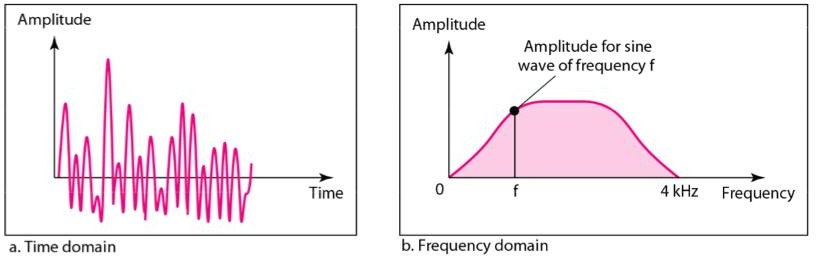 Amplitude
Time
a. Time domain
Amplitude
Amplitude for sine
wave of frequency f
0
f
4 kHz
Frequency
b. Frequency domain